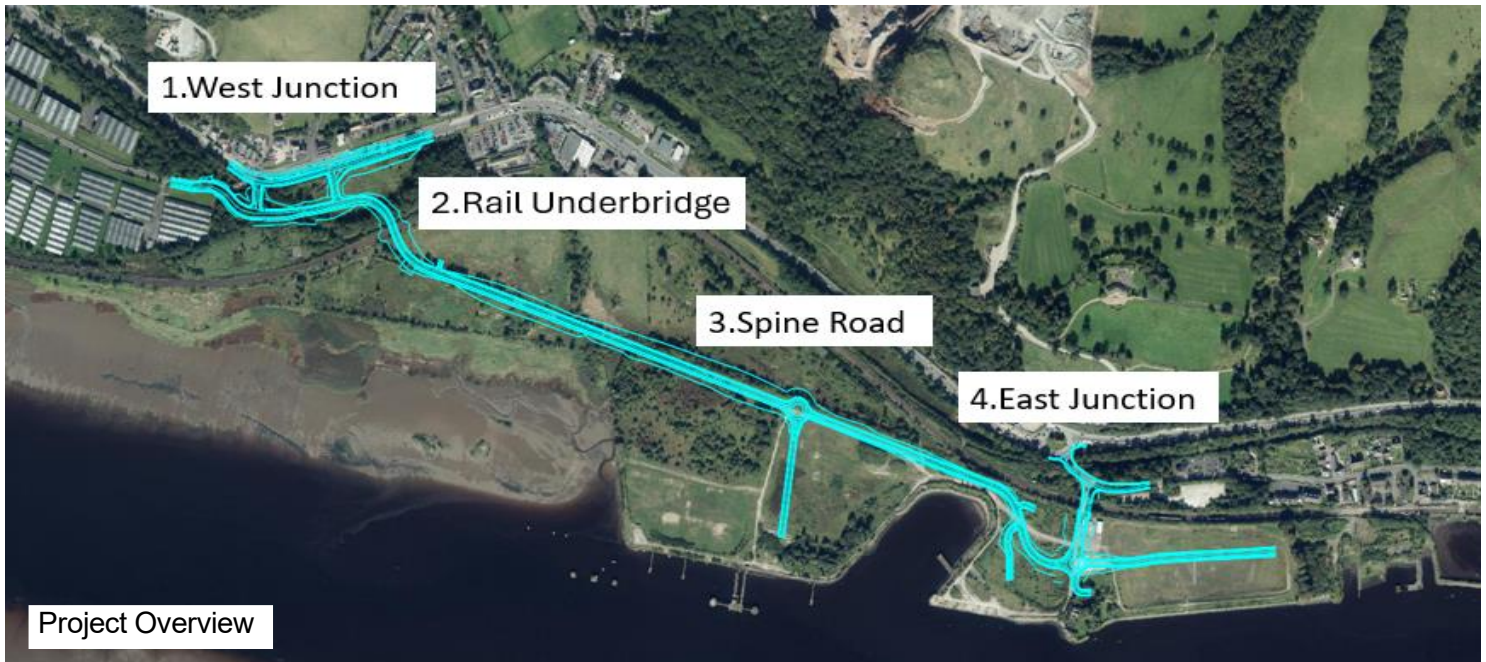 1.West Junction
2.Rail Underbridge
3.Spine Road
4.East Junction
Project Overview